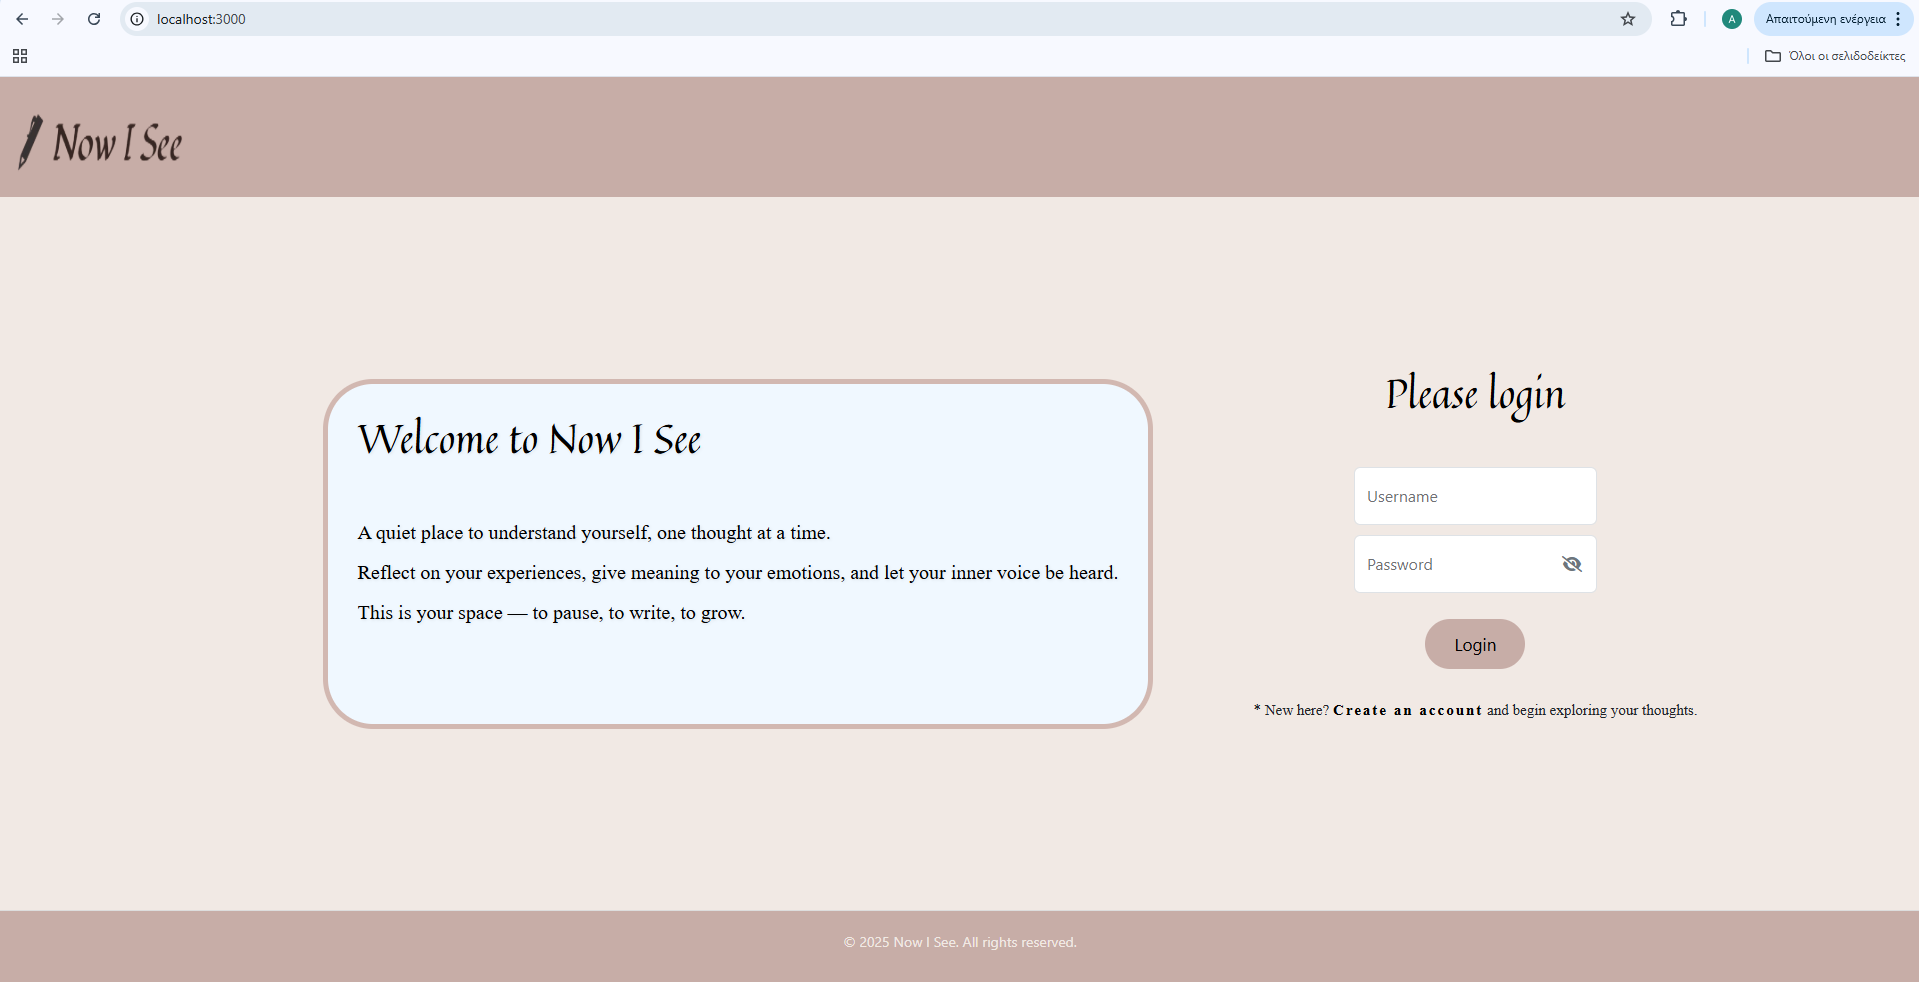 localhost:3000
A
Απαιτούμενη ενέργεια
Όλοι οι σελιδοδείκτες
Now I See
Welcome to Now I See
A quiet place to understand yourself, one thought at a time.
Reflect on your experiences, give meaning to your emotions, and let your inner voice be heard.
This is your space — to pause, to write, to grow.
Please login
Username
Password
Login
* New here? Create an account and begin exploring your thoughts.
© 2025 Now I See. All rights reserved.